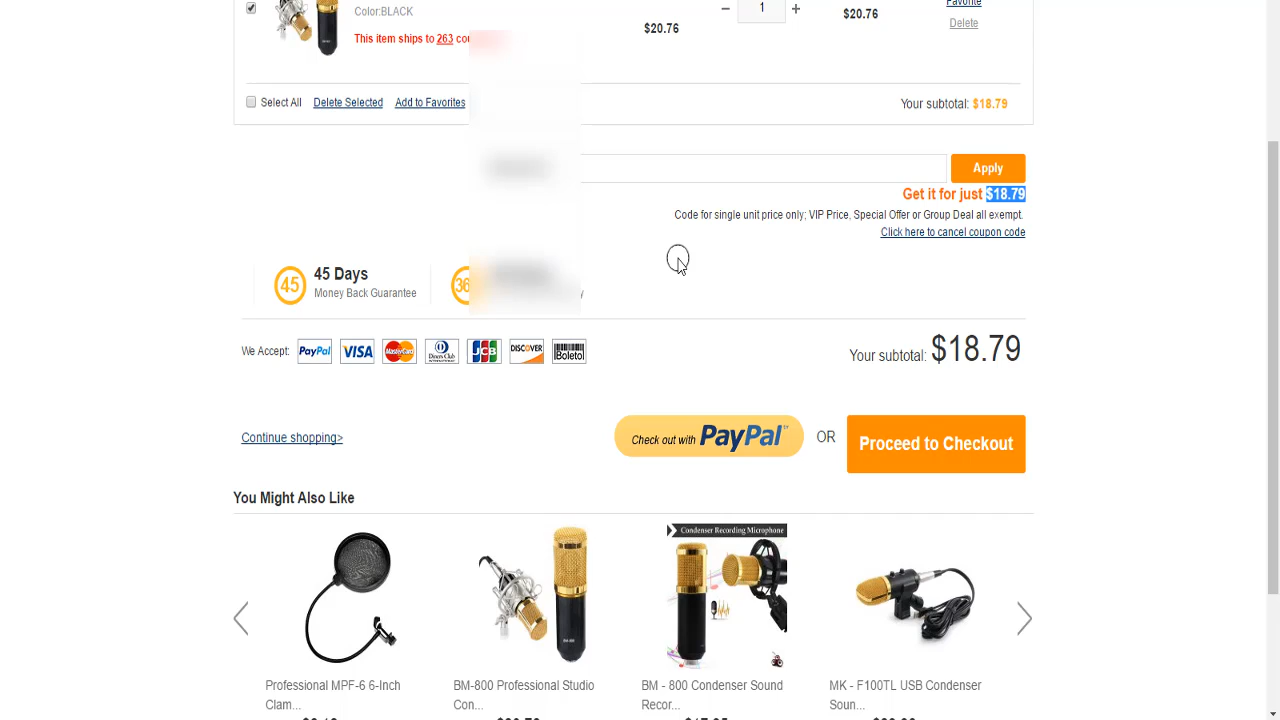 Color:BLACK
This item ships to 263
$20.76
1
$20.76
Favorite
Delete
Select All Delete Selected Add to Favorites
Your subtotal: $18.79
Apply
Get it for just $18.79
Code for single unit price only; VIP Price, Special Offer or Group Deal all exempt.
Click here to cancel coupon code
45
45 Days
Money Back Guarantee
We Accept: PayPal VISA MasterCard Diners Club INTERNATIONAL JCB DISCOVER Boleto
Your subtotal: $18.79
Continue shopping>
Check out with PayPal
OR
Proceed to Checkout
You Might Also Like
Condenser Recording Microphone
Professional MPF-6 6-Inch
Clam...
BM-800 Professional Studio
Con...
BM - 800 Condenser Sound
Recor...
MK - F100TL USB Condenser
Soun...